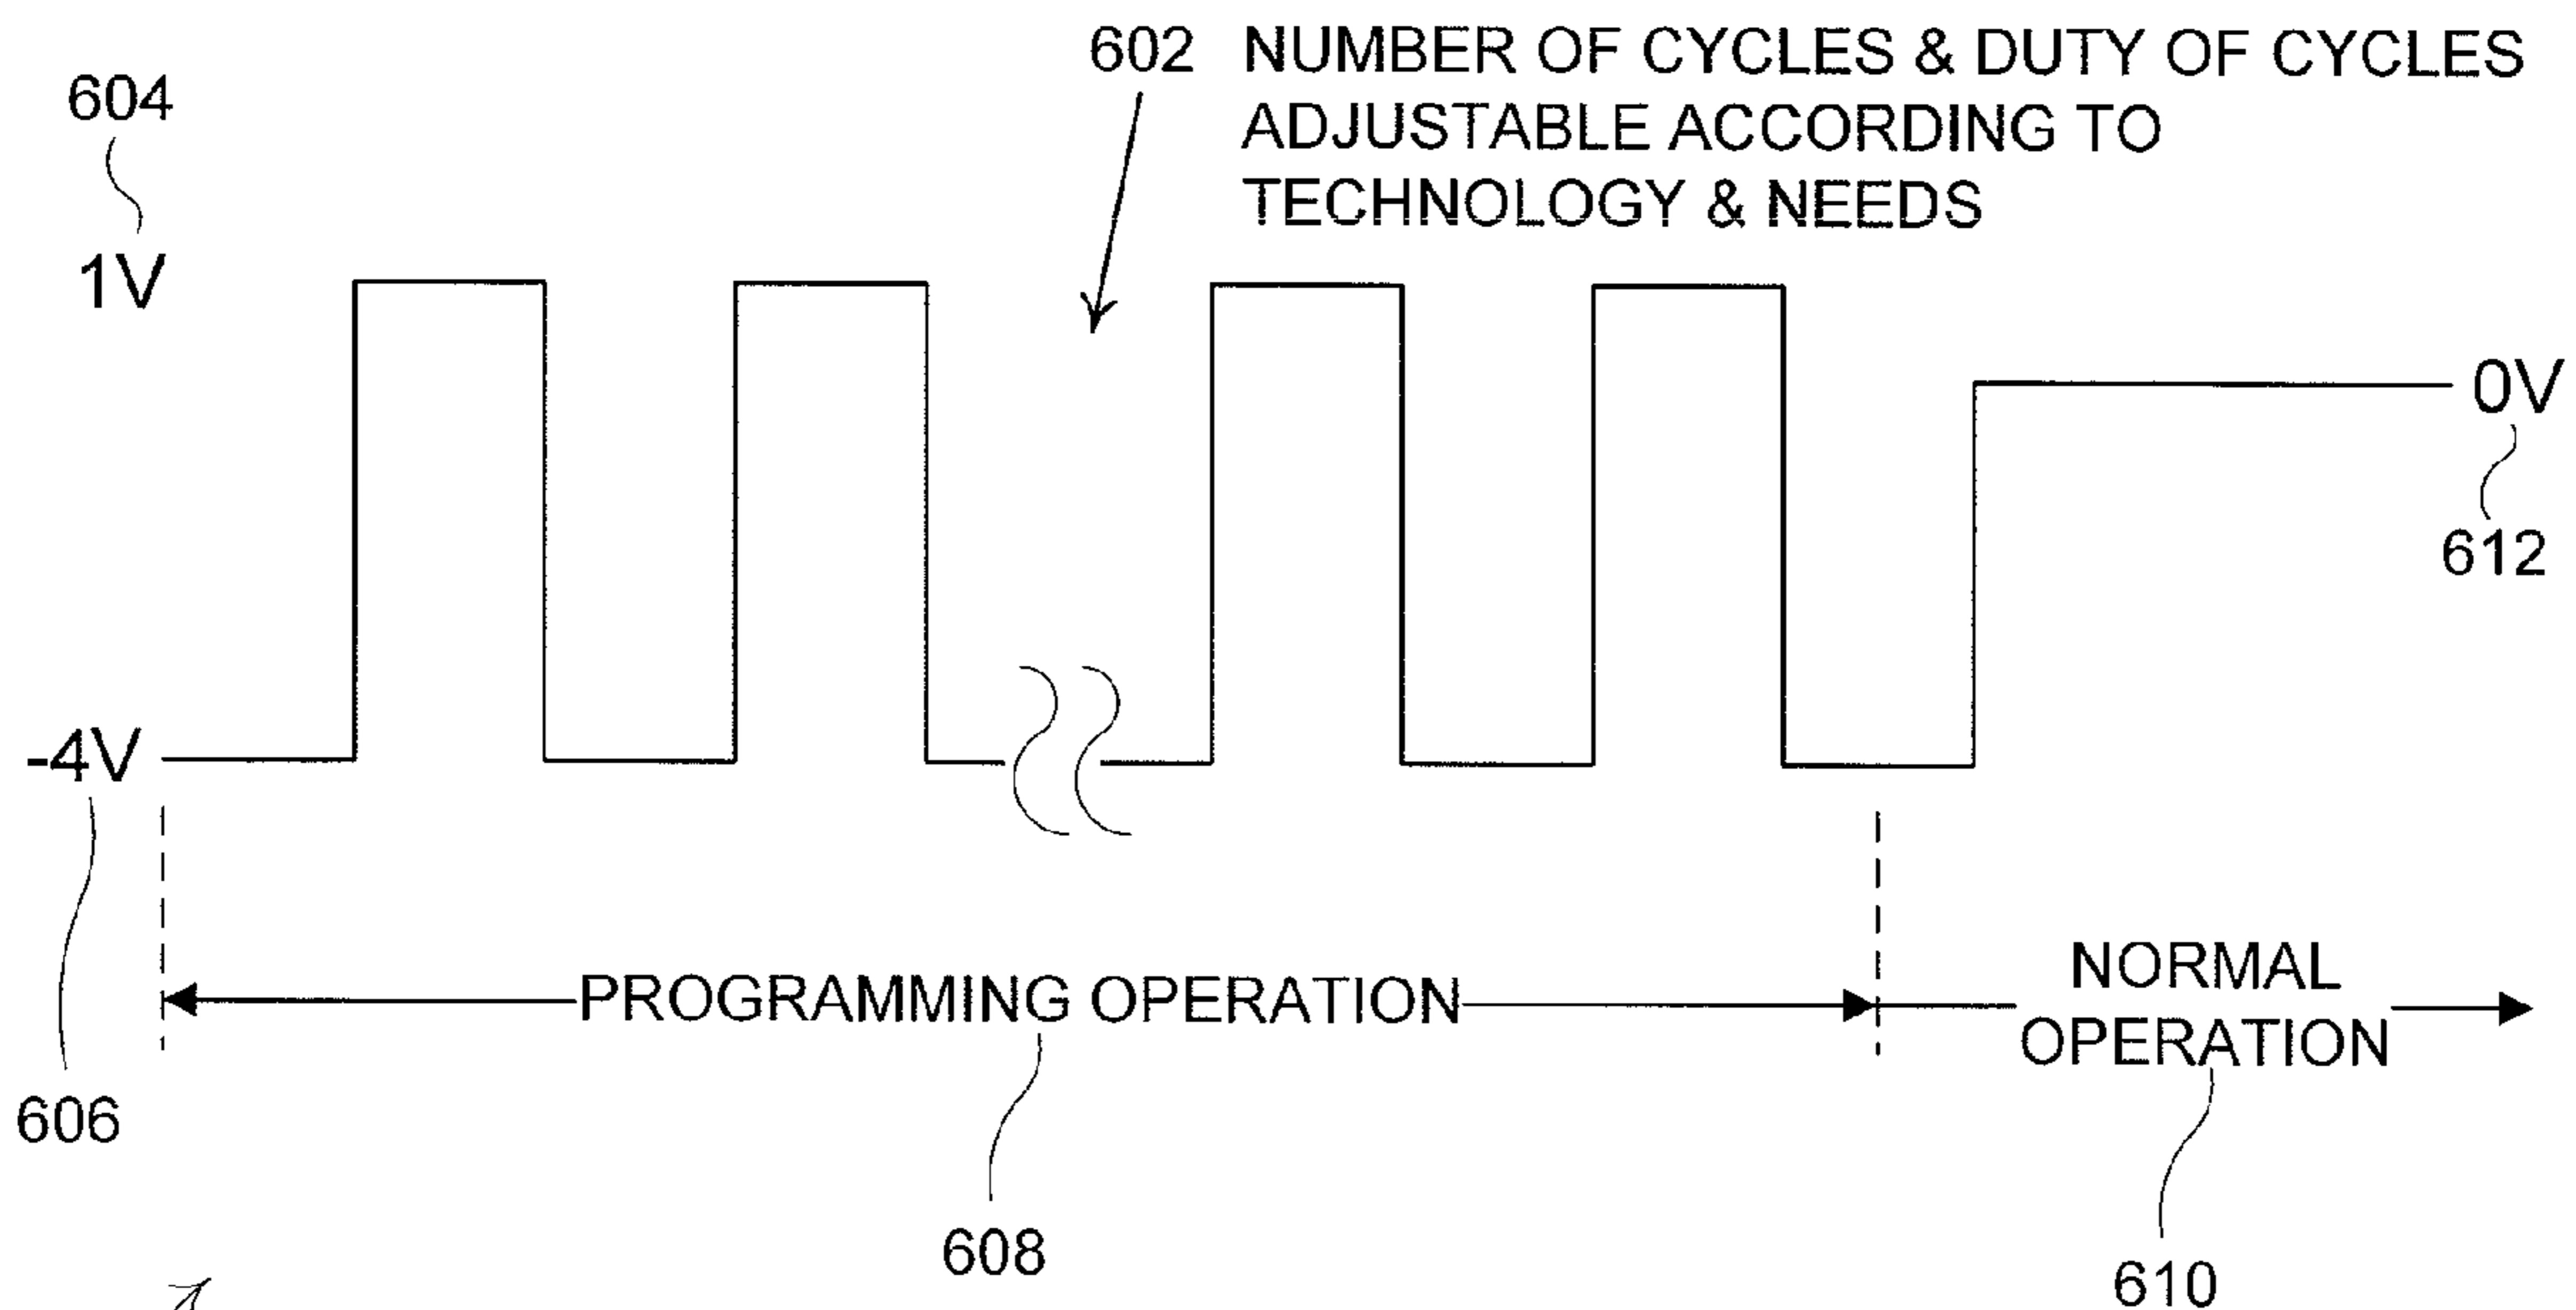 602 NUMBER OF CYCLES & DUTY OF CYCLES
ADJUSTABLE ACCORDING TO
TECHNOLOGY & NEEDS
604
1V
0V
612
-4V
606
PROGRAMMING OPERATION
608
NORMAL
OPERATION
610